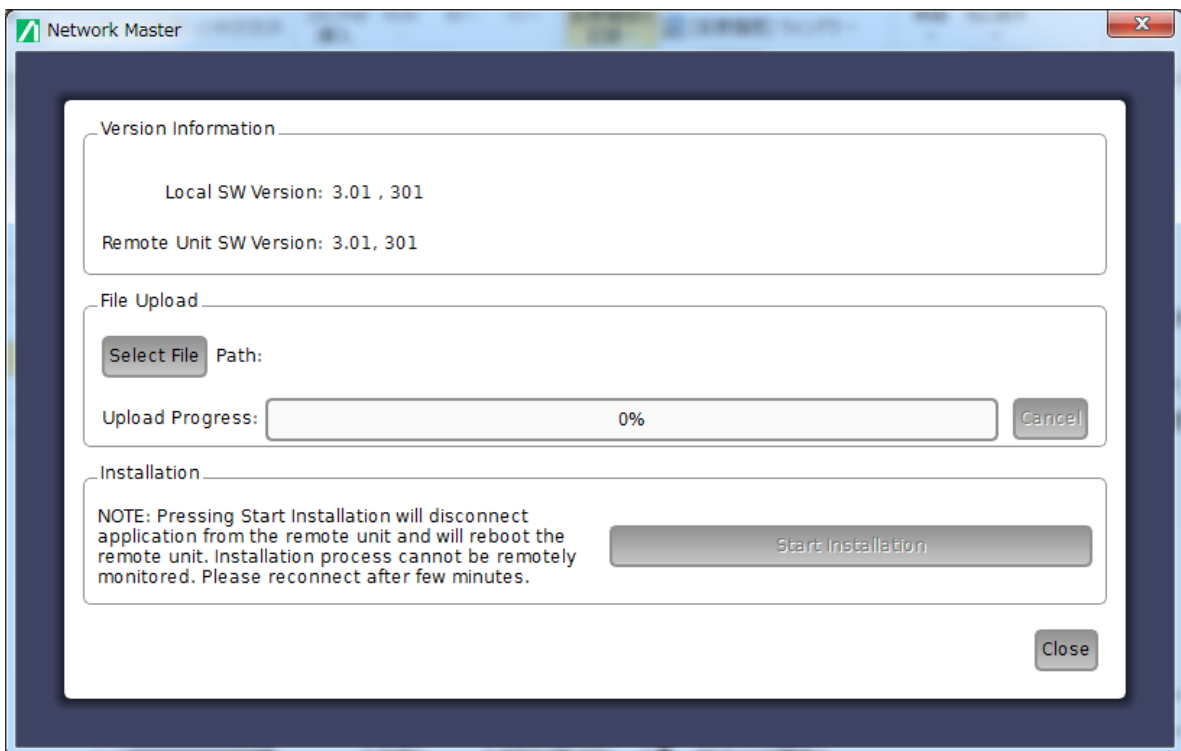 Network Master
Version Information
Local SW Version: 3.01 , 301
Remote Unit SW Version: 3.01, 301
File Upload
Select File Path:
Upload Progress: 0% Cancel
Installation
NOTE: Pressing Start Installation will disconnect
application from the remote unit and will reboot the
remote unit. Installation process cannot be remotely
monitored. Please reconnect after few minutes.
Start Installation
Close